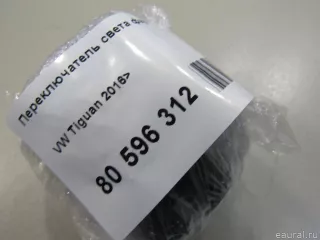 Переключатель света
VW Tiguan 2016>
80 596 312
eaural.ru